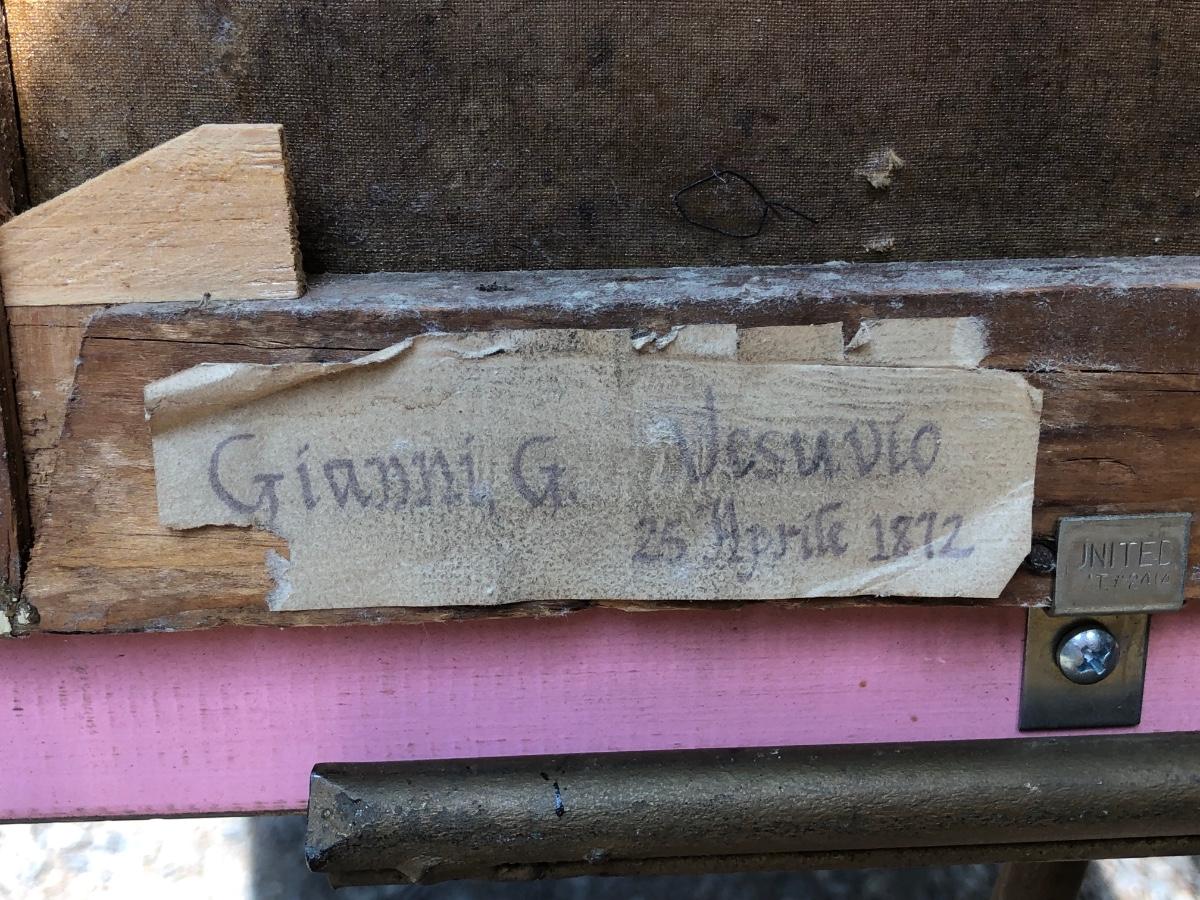 Gianni, G. Vesuvio
25 Aprile 1872
UNITED